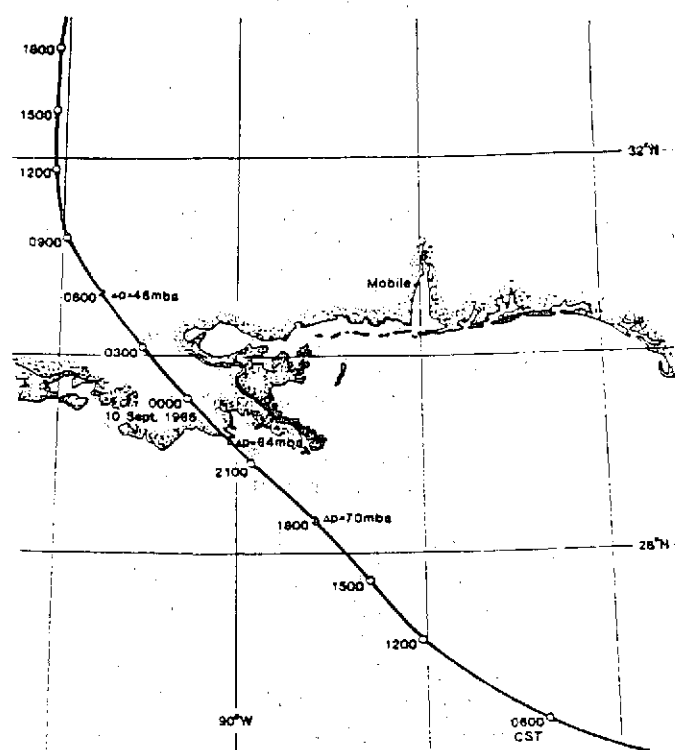 1800
1500
32°N
1200
0900
Mobile
0600 Δp=46mbs
0300
0000
10 Sept. 1965
Δp=64mbs
2100
1800 Δp=70mbs
28°N
1500
1200
90°W
0600
CST